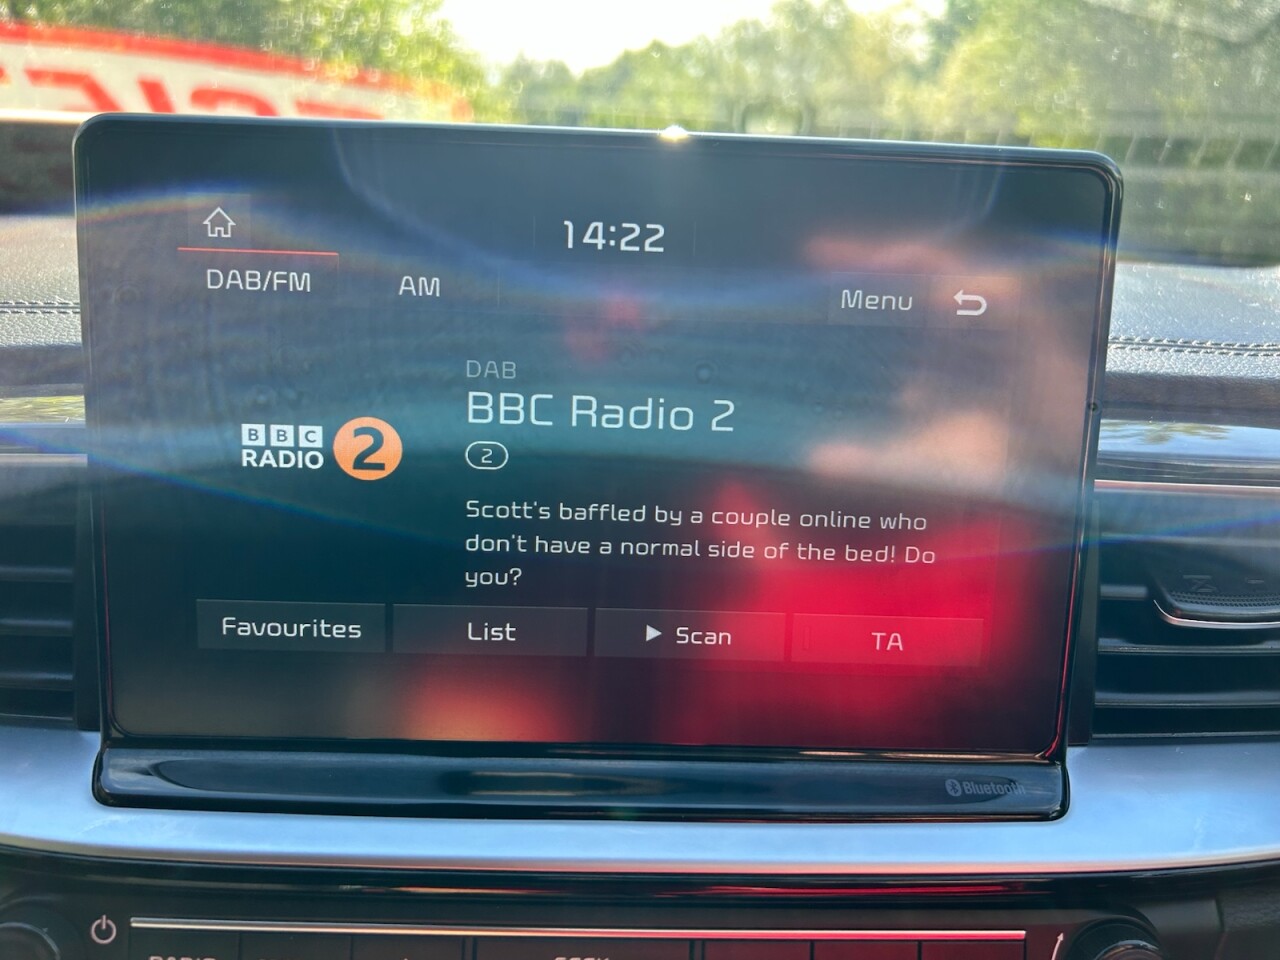 14:22
DAB/FM
AM
Menu
DAB
BBC Radio 2
2
BBC
RADIO 2
Scott's baffled by a couple online who
don't have a normal side of the bed! Do
you?
Favourites
List
Scan
TA
Bluetooth